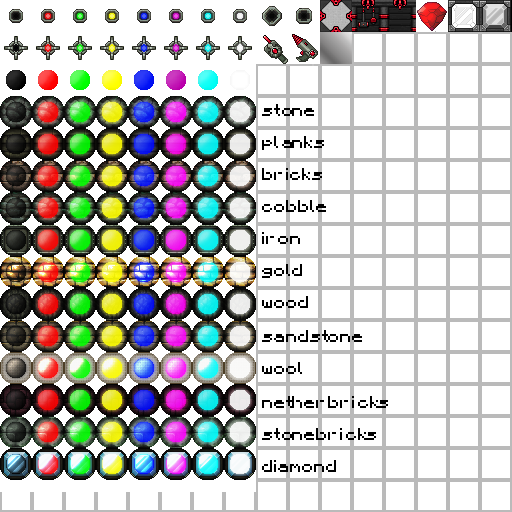 stone
planks
bricks
cobble
iron
gold
wood
sandstone
wool
netherbricks
stonebricks
diamond